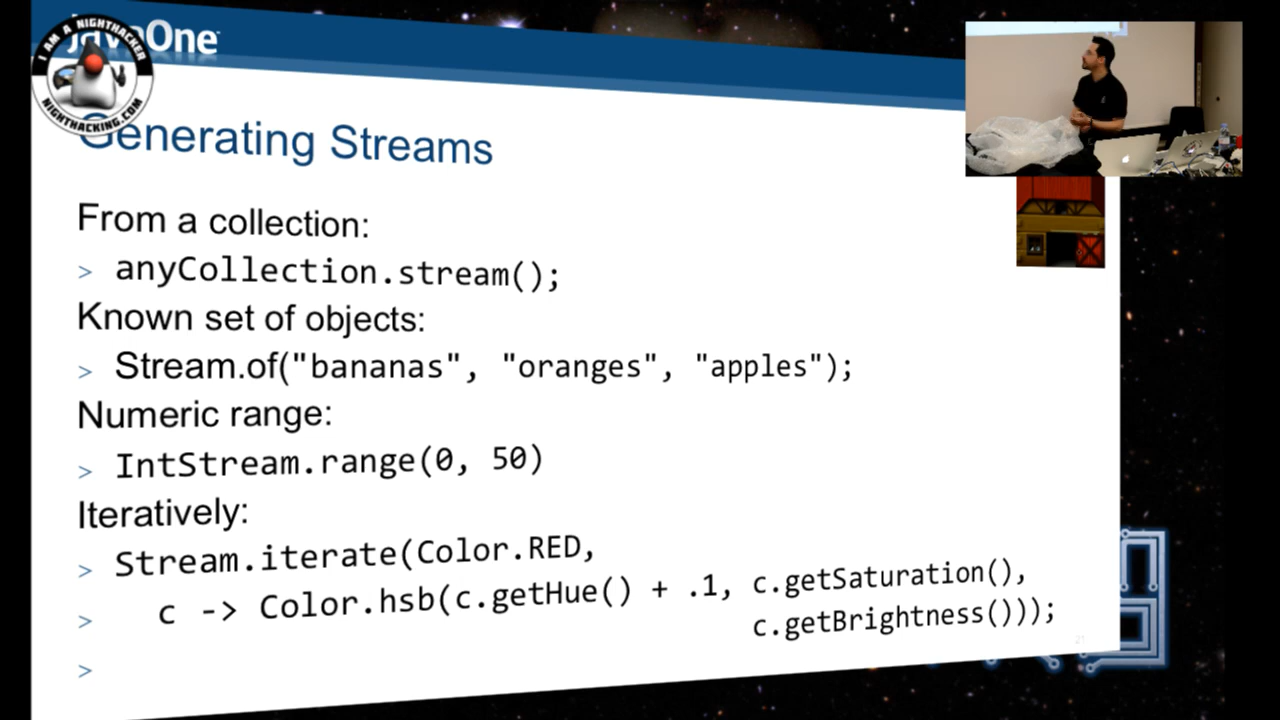 JavaOne
I AM A NIGHTHACKER
NIGHTHACKING.COM
Generating Streams
From a collection:
> anyCollection.stream();
Known set of objects:
> Stream.of("bananas", "oranges", "apples");
Numeric range:
> IntStream.range(0, 50)
Iteratively:
> Stream.iterate(Color.RED,
> c -> Color.hsb(c.getHue() + .1, c.getSaturation(),
c.getBrightness()));
>